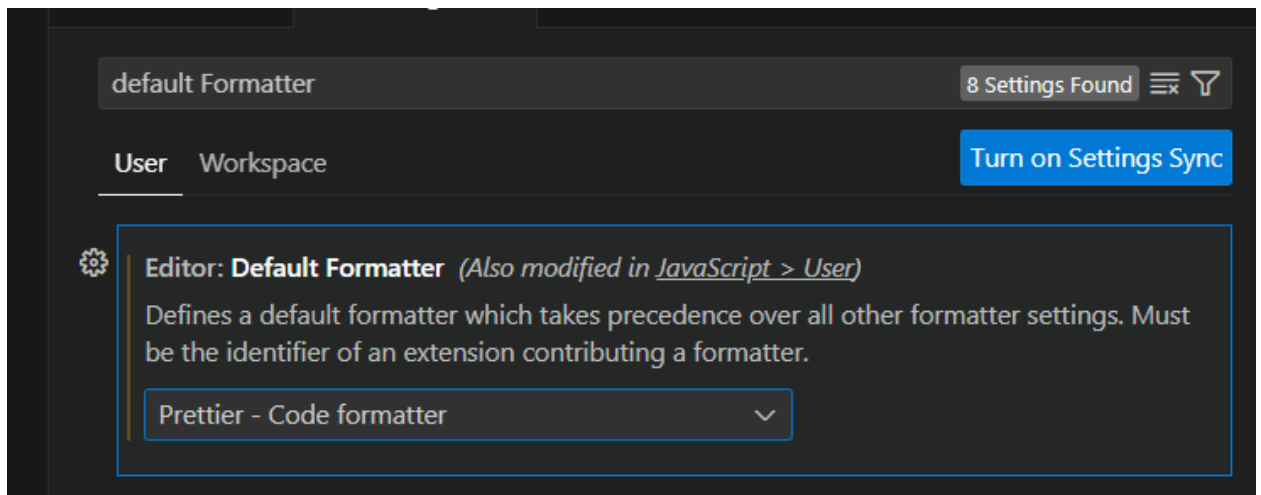 default Formatter
8 Settings Found
User Workspace
Turn on Settings Sync
Editor: Default Formatter (Also modified in JavaScript > User)
Defines a default formatter which takes precedence over all other formatter settings. Must
be the identifier of an extension contributing a formatter.
Prettier - Code formatter